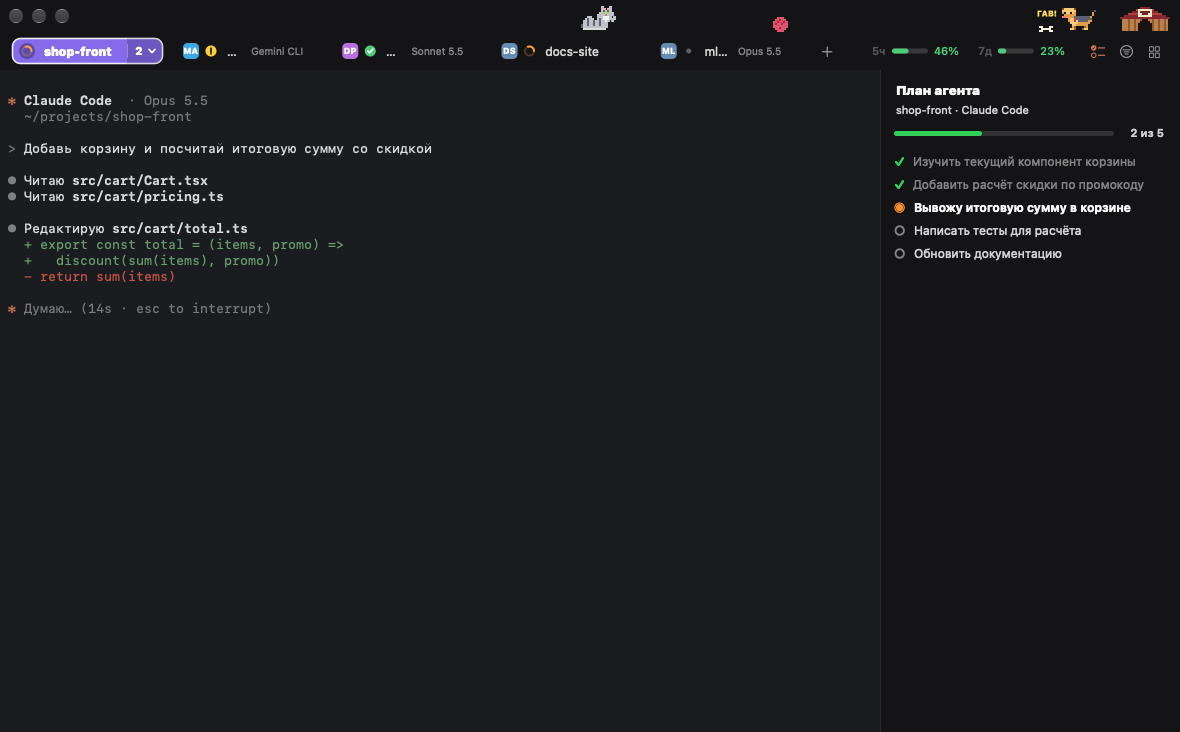 ГАВ!
shop-front 2 MA ... Gemini CLI DP ... Sonnet 5.5 DS docs-site ML ml... Opus 5.5 + 5ч 46% 7д 23%
* Claude Code · Opus 5.5
~/projects/shop-front
> Добавь корзину и посчитай итоговую сумму со скидкой
Читаю src/cart/Cart.tsx
Читаю src/cart/pricing.ts
Редактирую src/cart/total.ts
+ export const total = (items, promo) =>
+ discount(sum(items), promo))
- return sum(items)
* Думаю… (14s · esc to interrupt)
План агента
shop-front · Claude Code
2 из 5
Изучить текущий компонент корзины
Добавить расчёт скидки по промокоду
Вывожу итоговую сумму в корзине
Написать тесты для расчёта
Обновить документацию